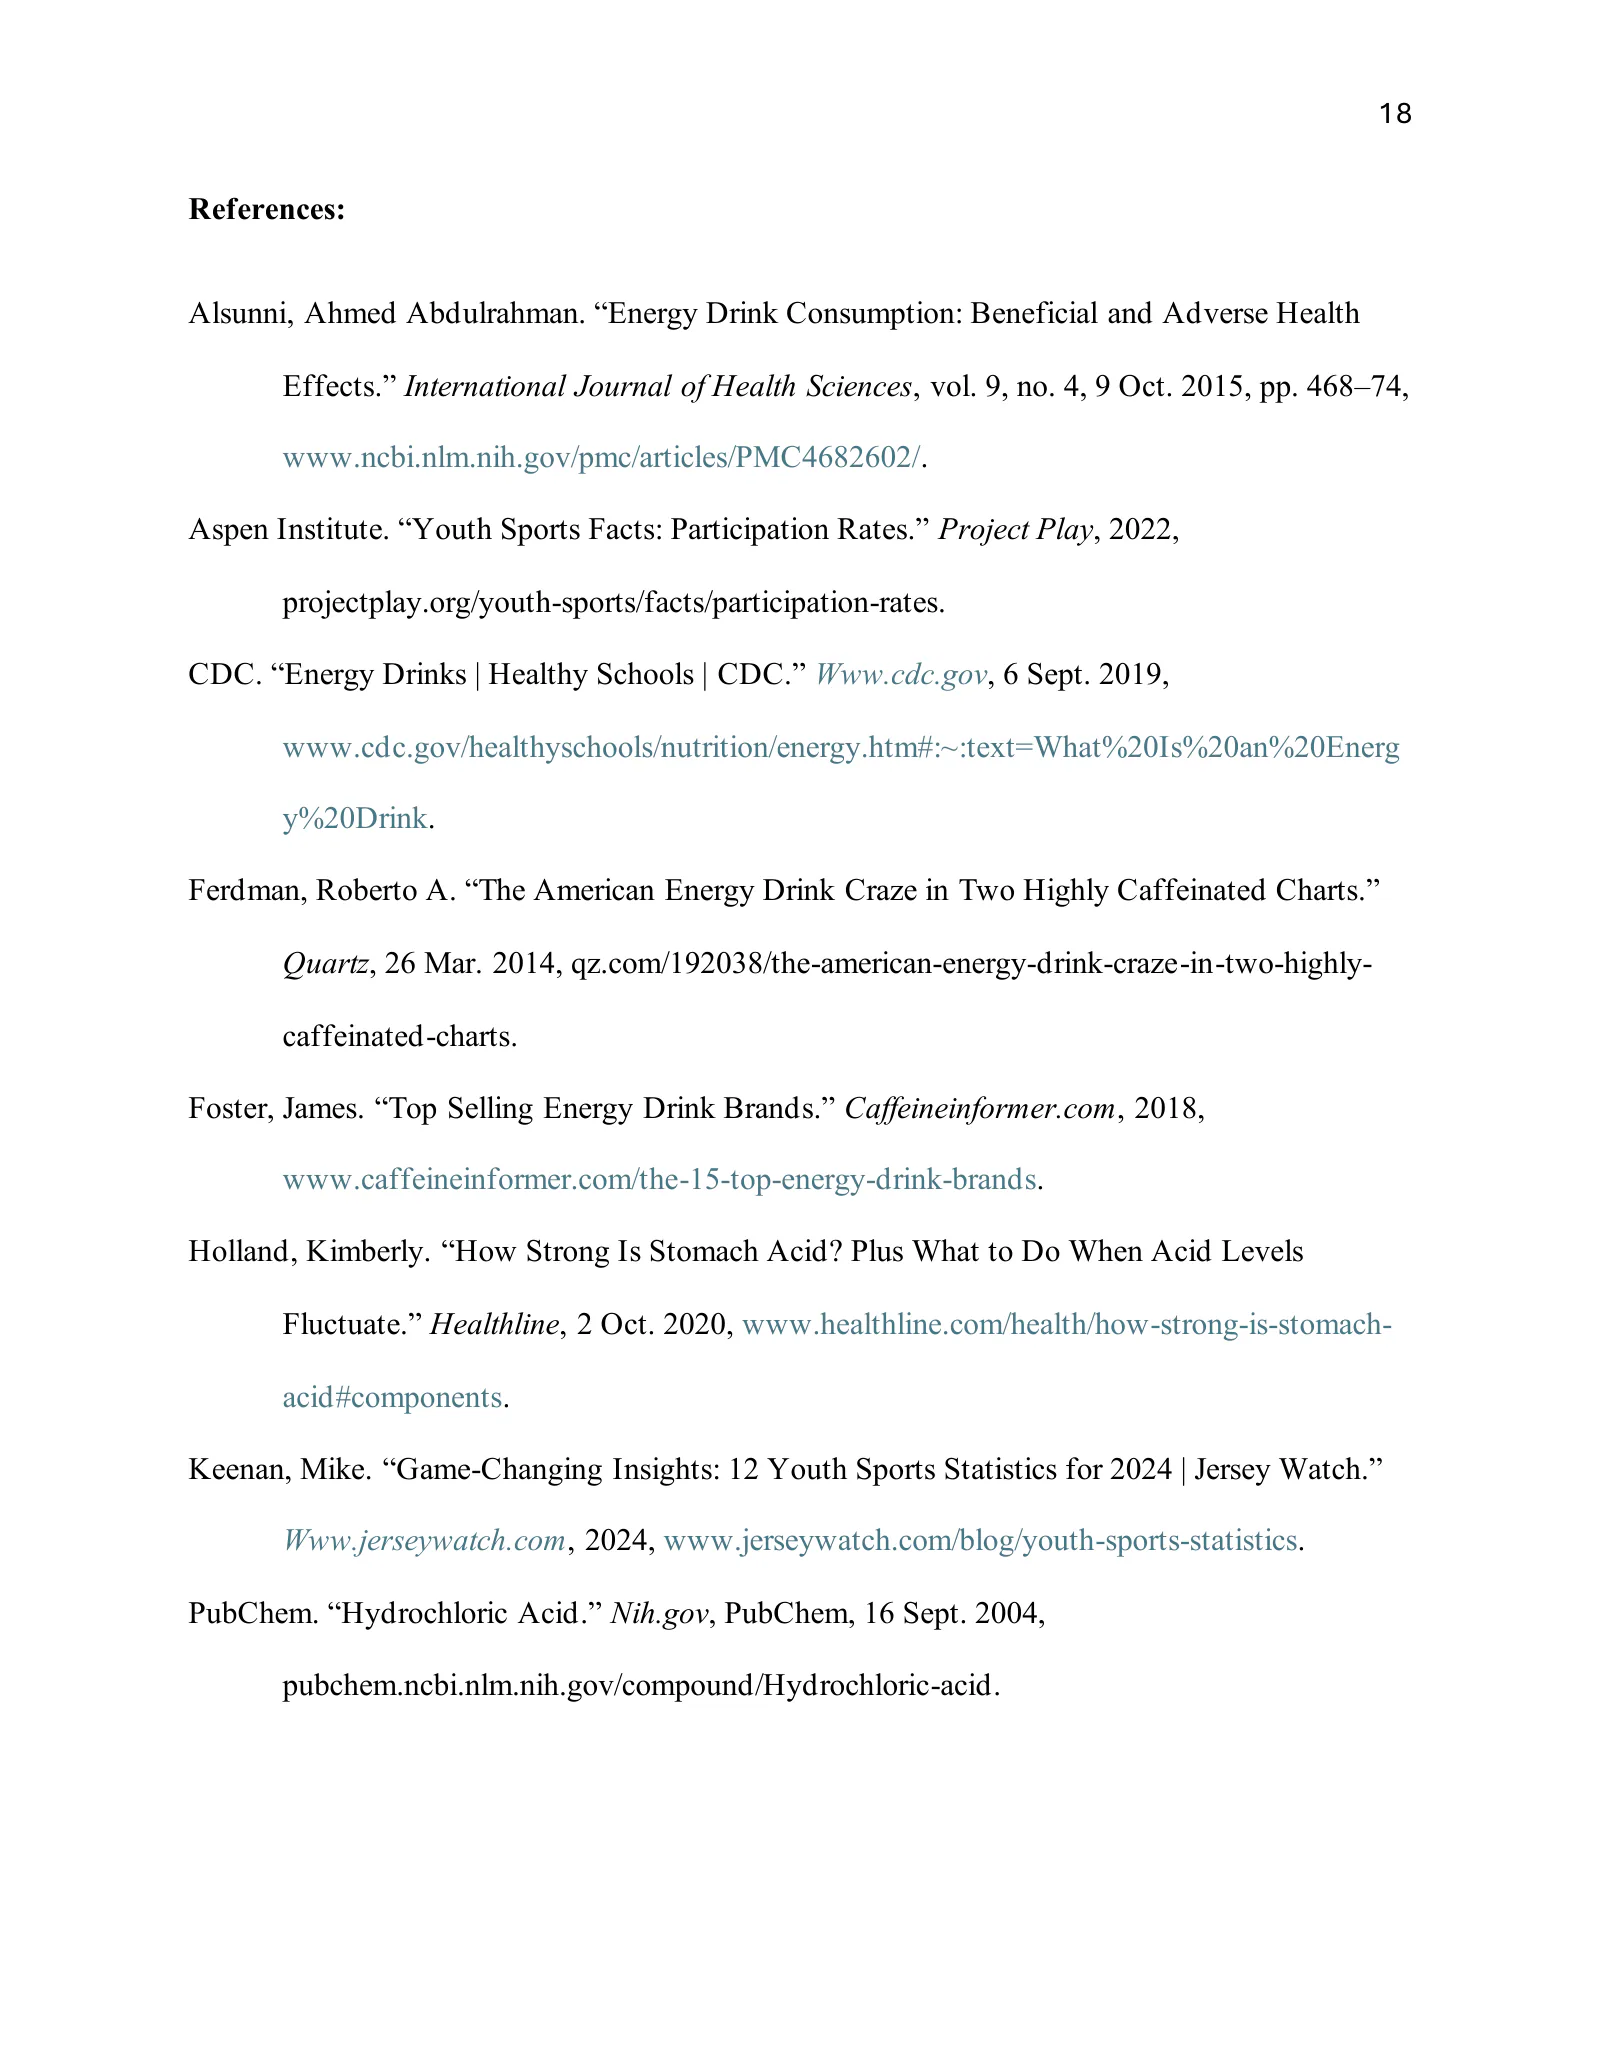 18
References:
Alsunni, Ahmed Abdulrahman. “Energy Drink Consumption: Beneficial and Adverse Health
Effects.” International Journal of Health Sciences, vol. 9, no. 4, 9 Oct. 2015, pp. 468–74,
www.ncbi.nlm.nih.gov/pmc/articles/PMC4682602/.
Aspen Institute. “Youth Sports Facts: Participation Rates.” Project Play, 2022,
projectplay.org/youth-sports/facts/participation-rates.
CDC. “Energy Drinks | Healthy Schools | CDC.” Www.cdc.gov, 6 Sept. 2019,
www.cdc.gov/healthyschools/nutrition/energy.htm#:~:text=What%20Is%20an%20Energ
y%20Drink.
Ferdman, Roberto A. “The American Energy Drink Craze in Two Highly Caffeinated Charts.”
Quartz, 26 Mar. 2014, qz.com/192038/the-american-energy-drink-craze-in-two-highly-
caffeinated-charts.
Foster, James. “Top Selling Energy Drink Brands.” Caffeineinformer.com, 2018,
www.caffeineinformer.com/the-15-top-energy-drink-brands.
Holland, Kimberly. “How Strong Is Stomach Acid? Plus What to Do When Acid Levels
Fluctuate.” Healthline, 2 Oct. 2020, www.healthline.com/health/how-strong-is-stomach-
acid#components.
Keenan, Mike. “Game-Changing Insights: 12 Youth Sports Statistics for 2024 | Jersey Watch.”
Www.jerseywatch.com, 2024, www.jerseywatch.com/blog/youth-sports-statistics.
PubChem. “Hydrochloric Acid.” Nih.gov, PubChem, 16 Sept. 2004,
pubchem.ncbi.nlm.nih.gov/compound/Hydrochloric-acid.